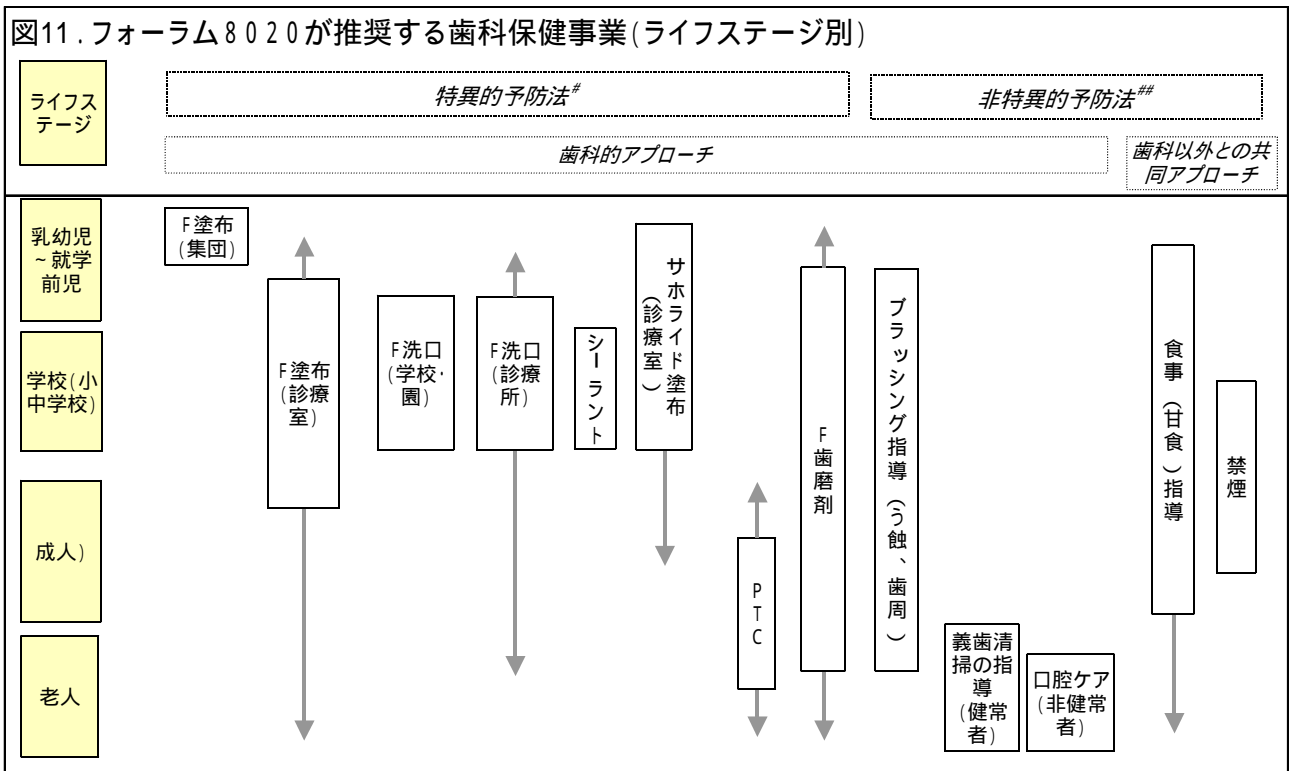 図11.フォーラム8020が推奨する歯科保健事業(ライフステージ別)
ライフス
テージ
特異的予防法#
非特異的予防法##
歯科的アプローチ
歯科以外との共
同アプローチ
乳幼児
~就学
前児
学校(小
中学校)
成人)
老人
F塗布
(集団)
F塗布
(診療
室)
F洗口
(学校・
園)
F洗口
(診療
所)
シーラント
サホライド塗布
(診療室)
PTC
F歯磨剤
ブラッシング指導(う蝕、歯周)
義歯清
掃の指
導
(健常
者)
口腔ケア
(非健常
者)
食事(甘食)指導
禁煙